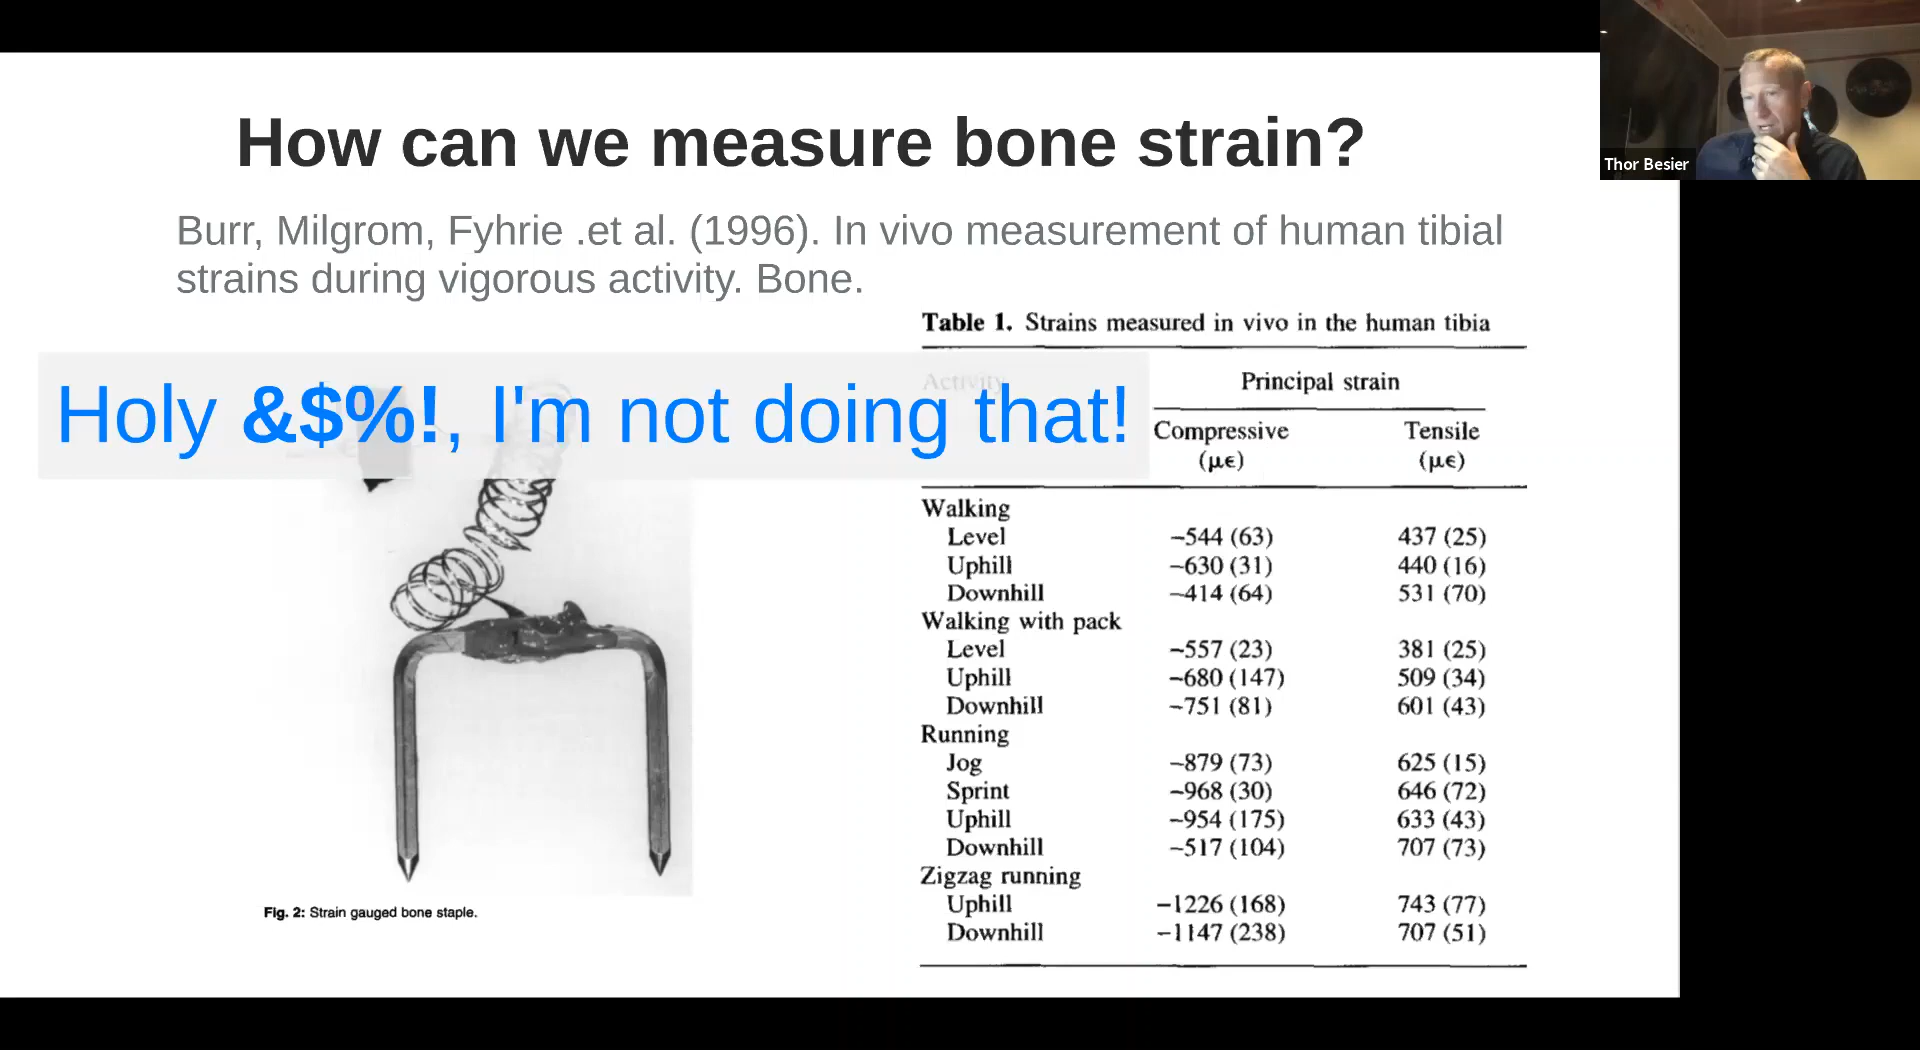 How can we measure bone strain?
Thor Besier
Burr, Milgrom, Fyhrie .et al. (1996). In vivo measurement of human tibial
strains during vigorous activity. Bone.
Holy &$%!, I'm not doing that!
Fig. 2: Strain gauged bone staple.
Table 1. Strains measured in vivo in the human tibia
Activity Principal strain
Compressive Tensile
(με) (με)
Walking
Level −544 (63) 437 (25)
Uphill −630 (31) 440 (16)
Downhill −414 (64) 531 (70)
Walking with pack
Level −557 (23) 381 (25)
Uphill −680 (147) 509 (34)
Downhill −751 (81) 601 (43)
Running
Jog −879 (73) 625 (15)
Sprint −968 (30) 646 (72)
Uphill −954 (175) 633 (43)
Downhill −517 (104) 707 (73)
Zigzag running
Uphill −1226 (168) 743 (77)
Downhill −1147 (238) 707 (51)